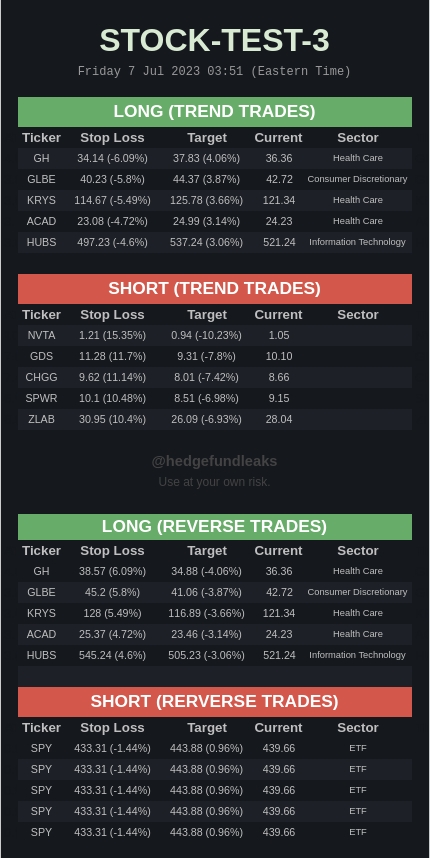 STOCK-TEST-3
Friday 7 Jul 2023 03:51 (Eastern Time)
LONG (TREND TRADES)
Ticker Stop Loss Target Current Sector
GH 34.14 (-6.09%) 37.83 (4.06%) 36.36 Health Care
GLBE 40.23 (-5.8%) 44.37 (3.87%) 42.72 Consumer Discretionary
KRYS 114.67 (-5.49%) 125.78 (3.66%) 121.34 Health Care
ACAD 23.08 (-4.72%) 24.99 (3.14%) 24.23 Health Care
HUBS 497.23 (-4.6%) 537.24 (3.06%) 521.24 Information Technology
SHORT (TREND TRADES)
Ticker Stop Loss Target Current Sector
NVTA 1.21 (15.35%) 0.94 (-10.23%) 1.05
GDS 11.28 (11.7%) 9.31 (-7.8%) 10.10
CHGG 9.62 (11.14%) 8.01 (-7.42%) 8.66
SPWR 10.1 (10.48%) 8.51 (-6.98%) 9.15
ZLAB 30.95 (10.4%) 26.09 (-6.93%) 28.04
@hedgefundleaks
Use at your own risk.
LONG (REVERSE TRADES)
Ticker Stop Loss Target Current Sector
GH 38.57 (6.09%) 34.88 (-4.06%) 36.36 Health Care
GLBE 45.2 (5.8%) 41.06 (-3.87%) 42.72 Consumer Discretionary
KRYS 128 (5.49%) 116.89 (-3.66%) 121.34 Health Care
ACAD 25.37 (4.72%) 23.46 (-3.14%) 24.23 Health Care
HUBS 545.24 (4.6%) 505.23 (-3.06%) 521.24 Information Technology
SHORT (RERVERSE TRADES)
Ticker Stop Loss Target Current Sector
SPY 433.31 (-1.44%) 443.88 (0.96%) 439.66 ETF
SPY 433.31 (-1.44%) 443.88 (0.96%) 439.66 ETF
SPY 433.31 (-1.44%) 443.88 (0.96%) 439.66 ETF
SPY 433.31 (-1.44%) 443.88 (0.96%) 439.66 ETF
SPY 433.31 (-1.44%) 443.88 (0.96%) 439.66 ETF